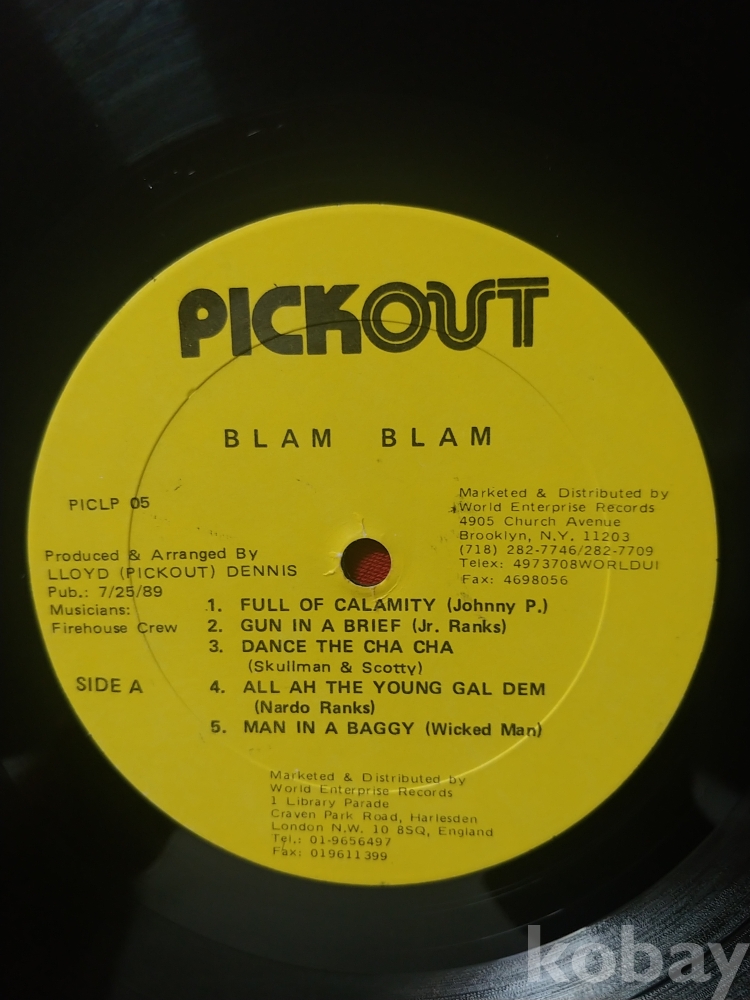 PICKOUT
BLAM BLAM
PICLP 05
Marketed & Distributed by
World Enterprise Records
4905 Church Avenue
Brooklyn, N.Y. 11203
(718) 282-7746/282-7709
Telex: 4973708WORLDUI
Fax: 4698056
Produced & Arranged By
LLOYD (PICKOUT) DENNIS
Pub.: 7/25/89
Musicians:
Firehouse Crew
SIDE A
1. FULL OF CALAMITY (Johnny P.)
2. GUN IN A BRIEF (Jr. Ranks)
3. DANCE THE CHA CHA
(Skullman & Scotty)
4. ALL AH THE YOUNG GAL DEM
(Nardo Ranks)
5. MAN IN A BAGGY (Wicked Man)
Marketed & Distributed by
World Enterprise Records
1 Library Parade
Craven Park Road, Harlesden
London N.W. 10 8SQ, England
Tel.: 01-9656497
Fax: 019611399
kobay